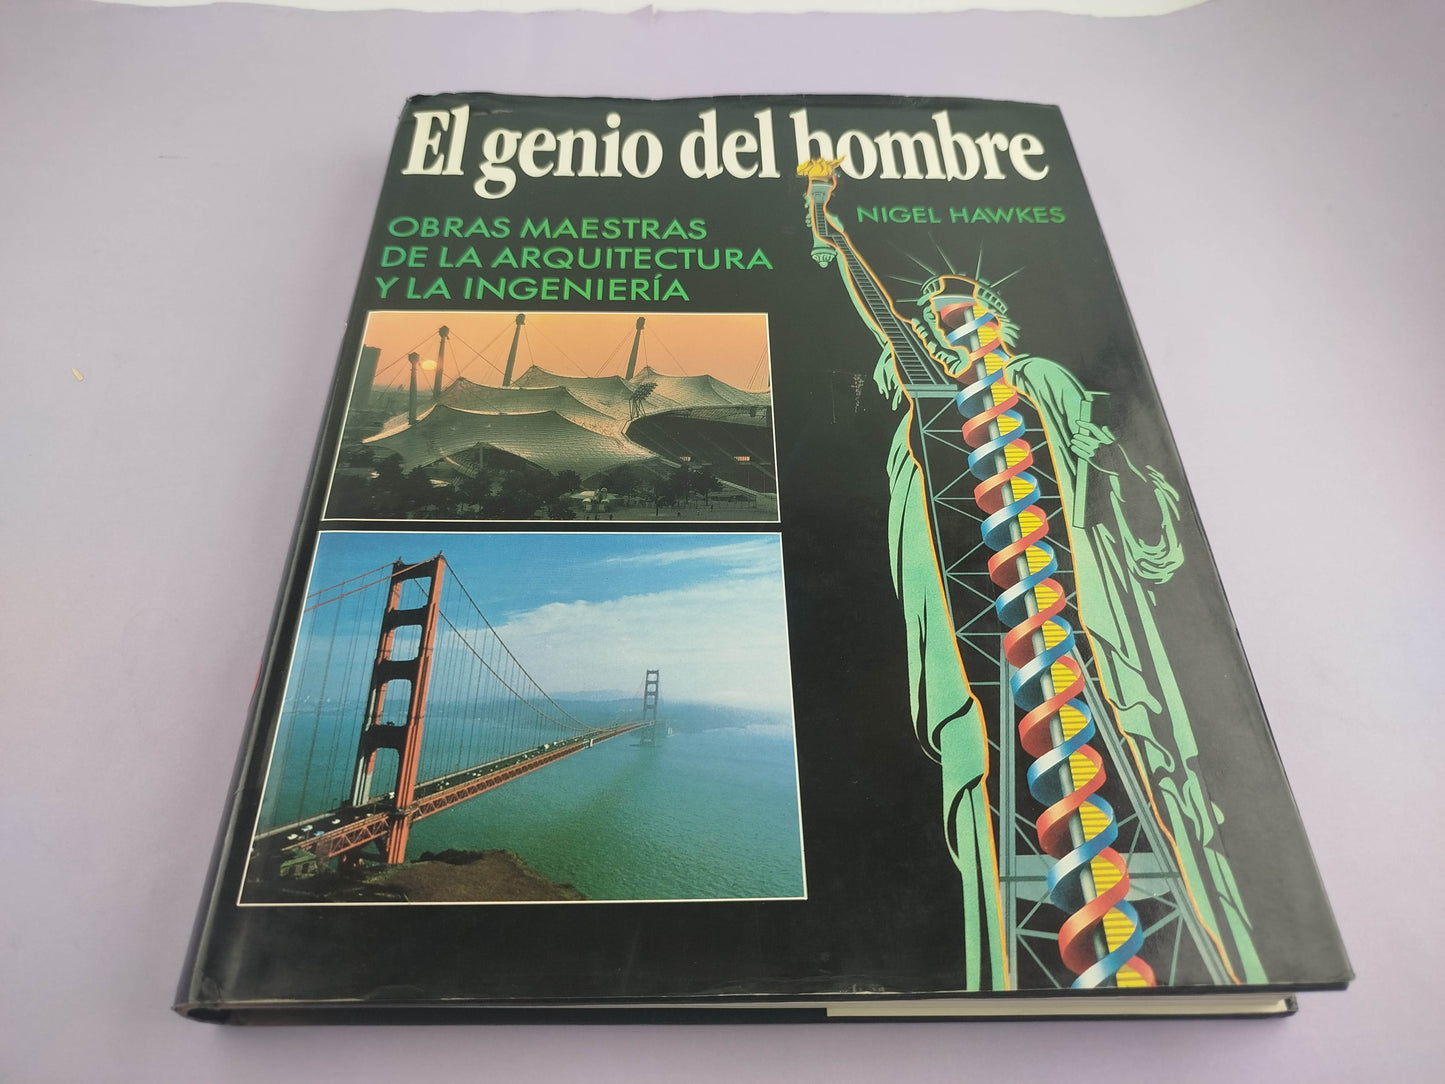 El genio del hombre
NIGEL HAWKES
OBRAS MAESTRAS
DE LA ARQUITECTURA
Y LA INGENIERÍA